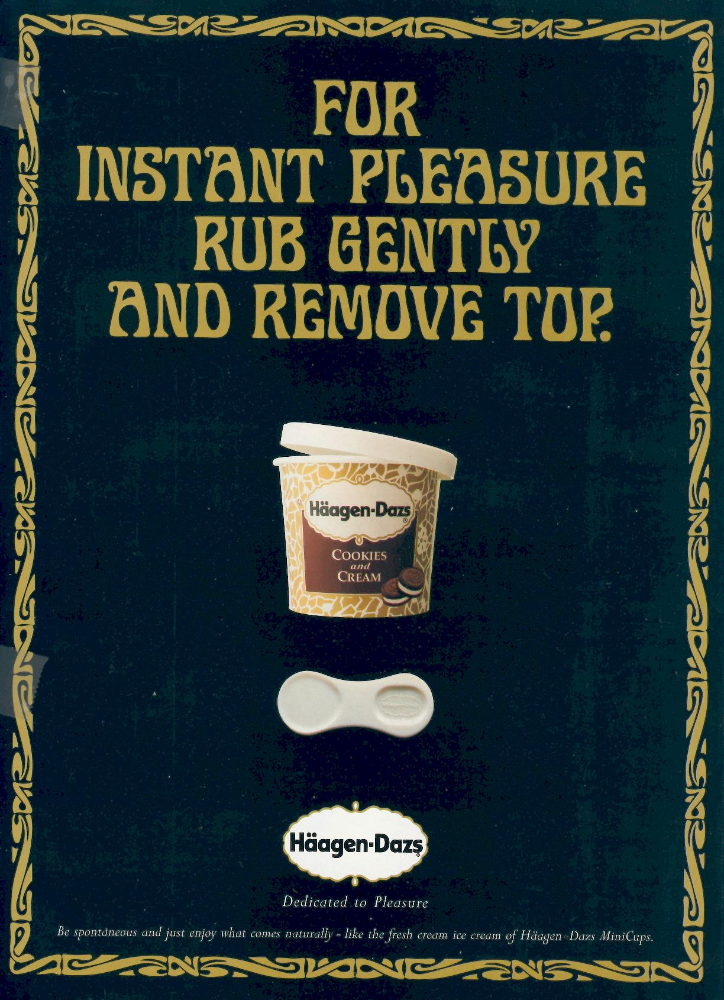 FOR
INSTANT PLEASURE
RUB GENTLY
AND REMOVE TOP.
Häagen-Dazs®
COOKIES
and
CREAM
Häagen-Dazs®
Dedicated to Pleasure
Be spontaneous and just enjoy what comes naturally - like the fresh cream ice cream of Häagen-Dazs MiniCups.